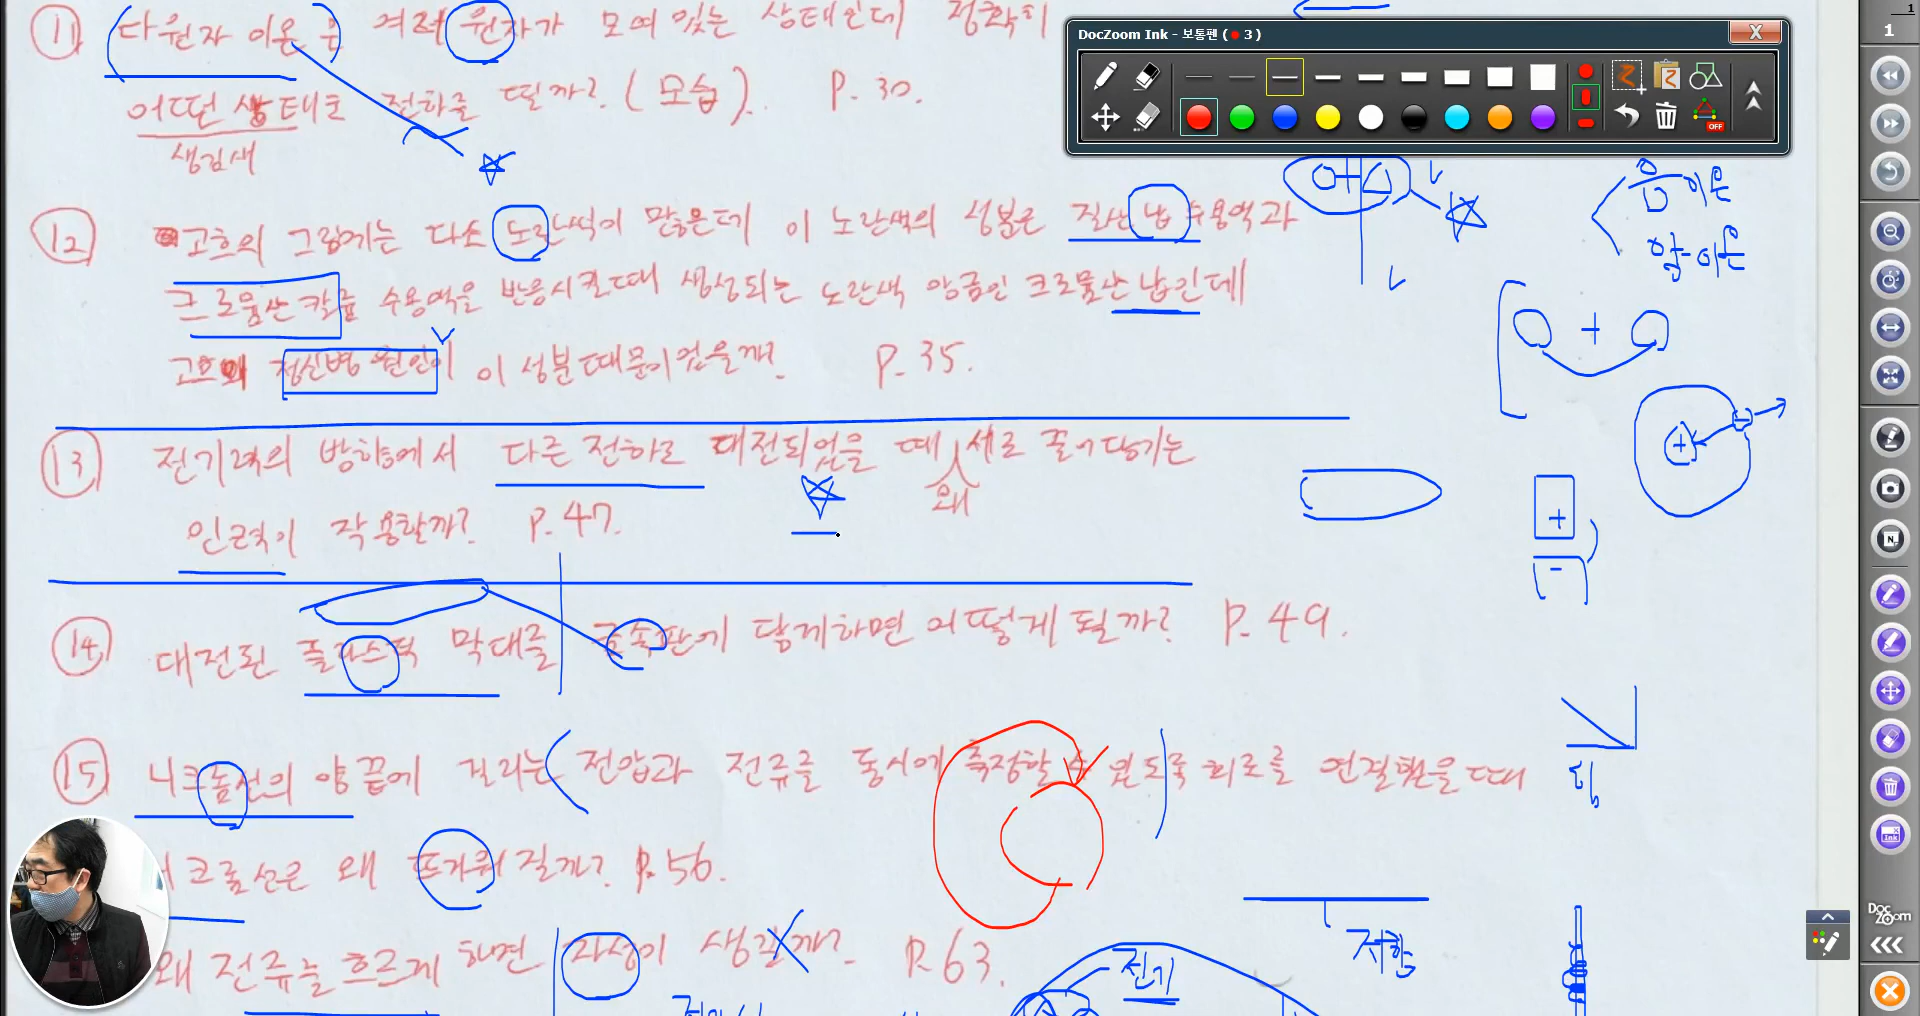 ⑪ 다원자 이온은 여러 원자가 모여 있는 상태인데 정확히
어떤 상태로 전하를 띨까? (모습). P. 30.
생김새
⑫ 고흐의 그림에는 다소 노란색이 많은데 이 노란색의 성분은 질산 납 수용액과
크로뮴산 칼륨 수용액을 반응시킬때 생성되는 노란색 앙금인 크로뮴산 납인데
고흐의 정신병 원인이 이 성분때문이었을까? P. 35.
⑬ 전기력의 방향에서 다른 전하로 대전되었을 때 왜 서로 끌어당기는
인력이 작용할까? P. 47.
⑭ 대전된 플라스틱 막대를 금속판에 닿게하면 어떻게 될까? P. 49.
⑮ 니크롬선의 양끝에 걸리는 전압과 전류를 동시에 측정할 수 있도록 회로를 연결했을때
니크롬선은 왜 뜨거워질까? P. 56.
왜 전류를 흐르게 하면 자성이 생길까? P. 63.
DocZoom Ink - 보통펜 ( 3 )
OFF
이온
양이온
+
+
-
+
-
힘
저항
전기
1
1
N
Ink
Doc Zoom